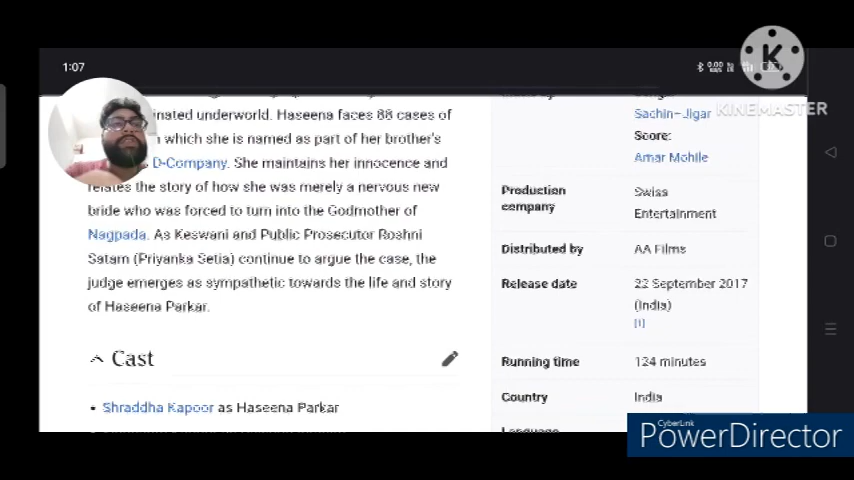 1:07
0.00
KINEMASTER
inated underworld. Haseena faces 88 cases of
n which she is named as part of her brother's
D-Company. She maintains her innocence and
relates the story of how she was merely a nervous new
bride who was forced to turn into the Godmother of
Nagpada. As Keswani and Public Prosecutor Roshni
Satam (Priyanka Setia) continue to argue the case, the
judge emerges as sympathetic towards the life and story
of Haseena Parkar.
Cast
• Shraddha Kapoor as Haseena Parkar
Sachin–Jigar
Score:
Amar Mohile
Production
company
Swiss
Entertainment
Distributed by
AA Films
Release date
22 September 2017
(India)
[1]
Running time
124 minutes
Country
India
Language
CyberLink
PowerDirector